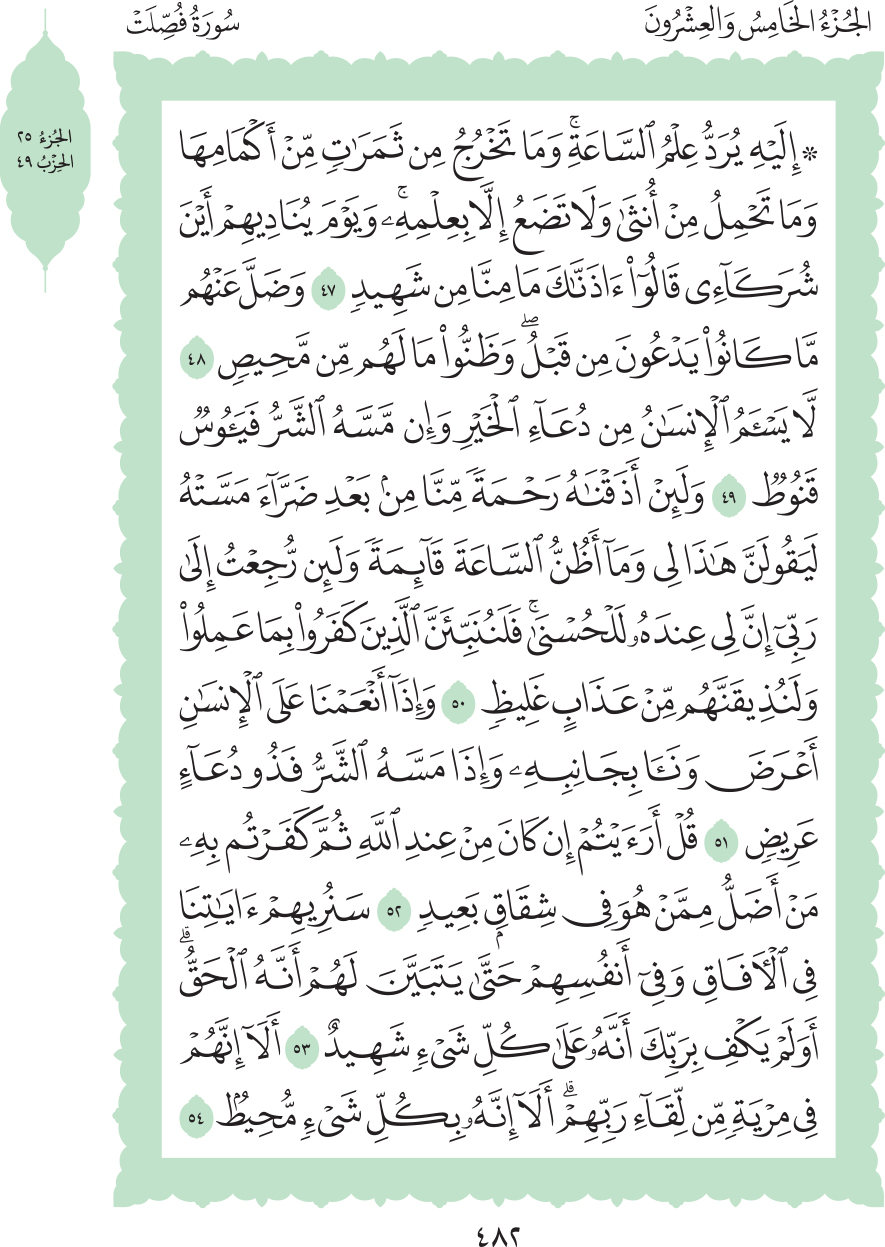 الجُزْءُ الخَامِسُ وَالعِشْرُونَ
سُورَةُ فُصِّلَتْ
الجُزْءُ ٢٥
الحِزْبُ ٤٩
* إِلَيْهِ يُرَدُّ عِلْمُ ٱلسَّاعَةِۚ وَمَا تَخْرُجُ مِن ثَمَرَٰتٖ مِّنْ أَكْمَامِهَا
وَمَا تَحْمِلُ مِنْ أُنثَىٰ وَلَا تَضَعُ إِلَّا بِعِلْمِهِۦۚ وَيَوْمَ يُنَادِيهِمْ أَيْنَ
شُرَكَآءِي قَالُوٓاْ ءَاذَنَّٰكَ مَا مِنَّا مِن شَهِيدٖ ٤٧ وَضَلَّ عَنْهُم
مَّا كَانُواْ يَدْعُونَ مِن قَبْلُۖ وَظَنُّواْ مَا لَهُم مِّن مَّحِيصٖ ٤٨
لَّا يَسْـَٔمُ ٱلْإِنسَٰنُ مِن دُعَآءِ ٱلْخَيْرِ وَإِن مَّسَّهُ ٱلشَّرُّ فَيَـُٔوسٞ
قَنُوطٞ ٤٩ وَلَئِنْ أَذَقْنَٰهُ رَحْمَةٗ مِّنَّا مِنۢ بَعْدِ ضَرَّآءَ مَسَّتْهُ
لَيَقُولَنَّ هَٰذَا لِي وَمَآ أَظُنُّ ٱلسَّاعَةَ قَآئِمَةٗ وَلَئِن رُّجِعْتُ إِلَىٰ
رَبِّيٓ إِنَّ لِي عِندَهُۥ لَلْحُسْنَىٰۚ فَلَنُنَبِّئَنَّ ٱلَّذِينَ كَفَرُواْ بِمَا عَمِلُواْ
وَلَنُذِيقَنَّهُم مِّنْ عَذَابٍ غَلِيظٖ ٥٠ وَإِذَآ أَنْعَمْنَا عَلَى ٱلْإِنسَٰنِ
أَعْرَضَ وَنَـَٔا بِجَانِبِهِۦ وَإِذَا مَسَّهُ ٱلشَّرُّ فَذُو دُعَآءٍ
عَرِيضٖ ٥١ قُلْ أَرَءَيْتُمْ إِن كَانَ مِنْ عِندِ ٱللَّهِ ثُمَّ كَفَرْتُم بِهِۦ
مَنْ أَضَلُّ مِمَّنْ هُوَ فِي شِقَاقِۭ بَعِيدٖ ٥٢ سَنُرِيهِمْ ءَايَٰتِنَا
فِي ٱلْأٓفَاقِ وَفِيٓ أَنفُسِهِمْ حَتَّىٰ يَتَبَيَّنَ لَهُمْ أَنَّهُ ٱلْحَقُّۗ
أَوَلَمْ يَكْفِ بِرَبِّكَ أَنَّهُۥ عَلَىٰ كُلِّ شَيْءٖ شَهِيدٌ ٥٣ أَلَآ إِنَّهُمْ
فِي مِرْيَةٖ مِّن لِّقَآءِ رَبِّهِمْۗ أَلَآ إِنَّهُۥ بِكُلِّ شَيْءٖ مُّحِيطُۢ ٥٤
٤٨٢